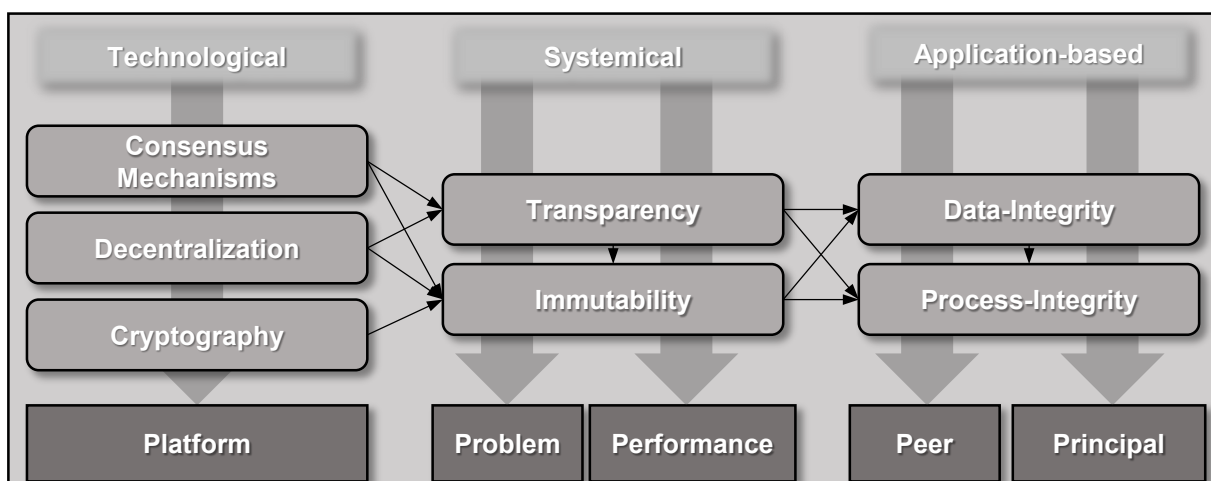 Technological
Systemical
Application-based
Consensus
Mechanisms
Transparency
Data-Integrity
Decentralization
Immutability
Process-Integrity
Cryptography
Platform
Problem
Performance
Peer
Principal